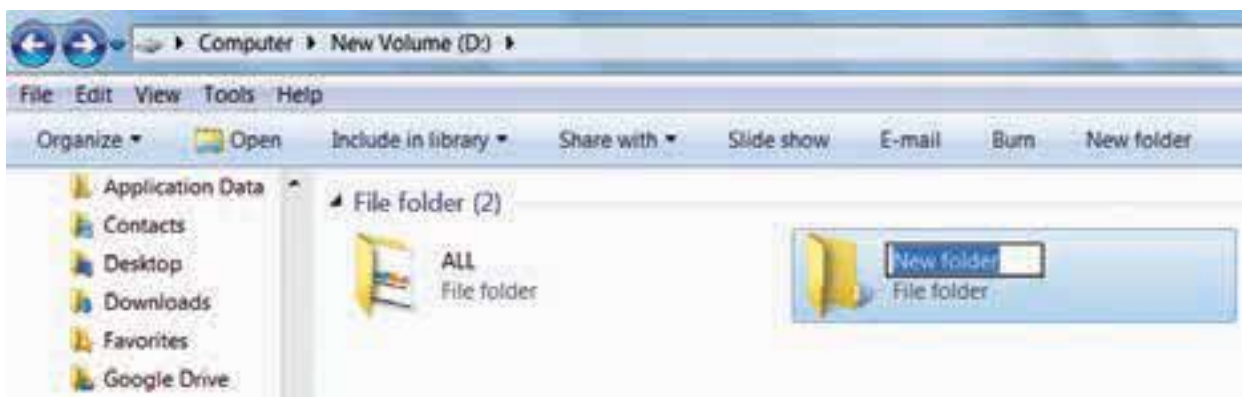 Computer ▸ New Volume (D:) ▸
File Edit View Tools Help
Organize ▾ Open Include in library ▾ Share with ▾ Slide show E-mail Burn New folder
Application Data
Contacts
Desktop
Downloads
Favorites
Google Drive
File folder (2)
ALL
File folder
New folder
File folder